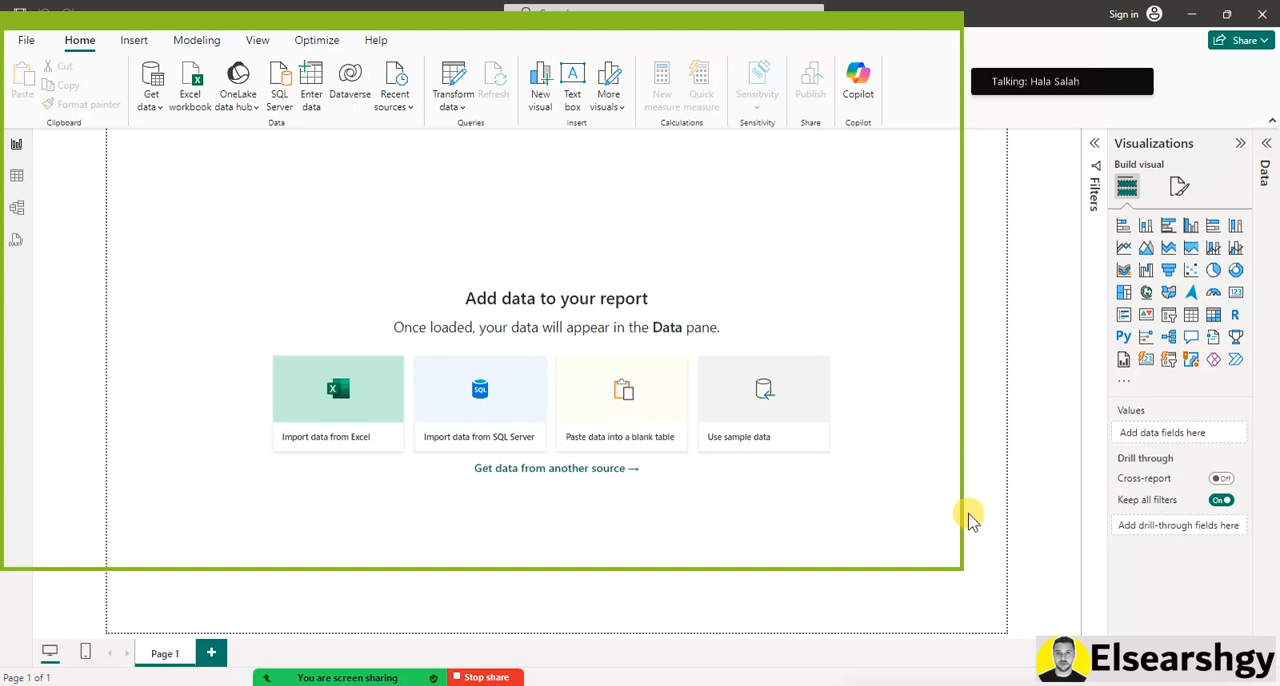 Sign in
File Home Insert Modeling View Optimize Help
Share
Paste
Cut
Copy
Format painter
Clipboard
Get data
Excel workbook
OneLake data hub
SQL Server
Enter data
Dataverse
Recent sources
Data
Transform data
Refresh
Queries
New visual
Text box
More visuals
Insert
New measure
Quick measure
Calculations
Sensitivity
Sensitivity
Publish
Share
Copilot
Copilot
Talking: Hala Salah
Visualizations
Build visual
Filters
Data
Add data to your report
Once loaded, your data will appear in the Data pane.
X
SQL
Import data from Excel
Import data from SQL Server
Paste data into a blank table
Use sample data
Get data from another source →
DAX
A
123
R
Py
...
Values
Add data fields here
Drill through
Cross-report
Off
Keep all filters
On
Add drill-through fields here
Page 1
+
Page 1 of 1
You are screen sharing
Stop share
Elsearshgy